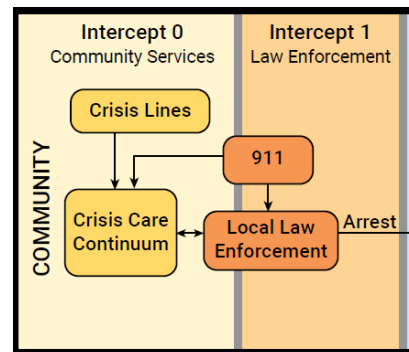 Intercept 0
Community Services
Intercept 1
Law Enforcement
COMMUNITY
Crisis Lines
911
Crisis Care
Continuum
Local Law
Enforcement
Arrest